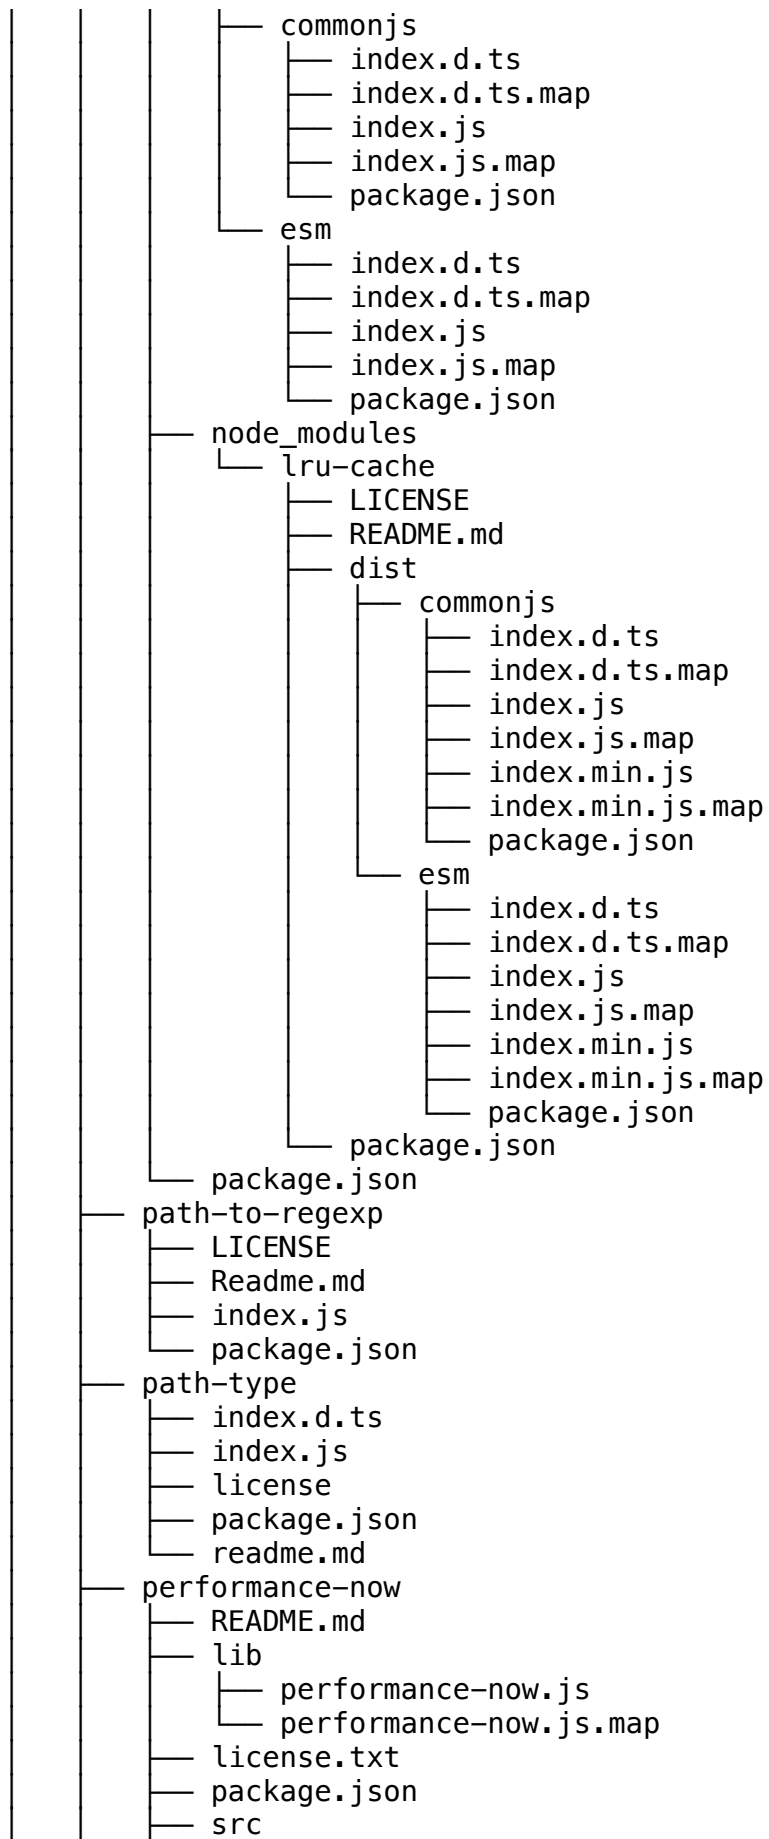 │   │   │   ├── commonjs
│   │   │   │   ├── index.d.ts
│   │   │   │   ├── index.d.ts.map
│   │   │   │   ├── index.js
│   │   │   │   ├── index.js.map
│   │   │   │   └── package.json
│   │   │   └── esm
│   │   │       ├── index.d.ts
│   │   │       ├── index.d.ts.map
│   │   │       ├── index.js
│   │   │       ├── index.js.map
│   │   │       └── package.json
│   │   ├── node_modules
│   │   │   └── lru-cache
│   │   │       ├── LICENSE
│   │   │       ├── README.md
│   │   │       ├── dist
│   │   │       │   ├── commonjs
│   │   │       │   │   ├── index.d.ts
│   │   │       │   │   ├── index.d.ts.map
│   │   │       │   │   ├── index.js
│   │   │       │   │   ├── index.js.map
│   │   │       │   │   ├── index.min.js
│   │   │       │   │   ├── index.min.js.map
│   │   │       │   │   └── package.json
│   │   │       │   └── esm
│   │   │       │       ├── index.d.ts
│   │   │       │       ├── index.d.ts.map
│   │   │       │       ├── index.js
│   │   │       │       ├── index.js.map
│   │   │       │       ├── index.min.js
│   │   │       │       ├── index.min.js.map
│   │   │       │       └── package.json
│   │   │       └── package.json
│   │   └── package.json
│   ├── path-to-regexp
│   │   ├── LICENSE
│   │   ├── Readme.md
│   │   ├── index.js
│   │   └── package.json
│   ├── path-type
│   │   ├── index.d.ts
│   │   ├── index.js
│   │   ├── license
│   │   ├── package.json
│   │   └── readme.md
│   ├── performance-now
│   │   ├── README.md
│   │   ├── lib
│   │   │   ├── performance-now.js
│   │   │   └── performance-now.js.map
│   │   ├── license.txt
│   │   ├── package.json
│   │   ├── src